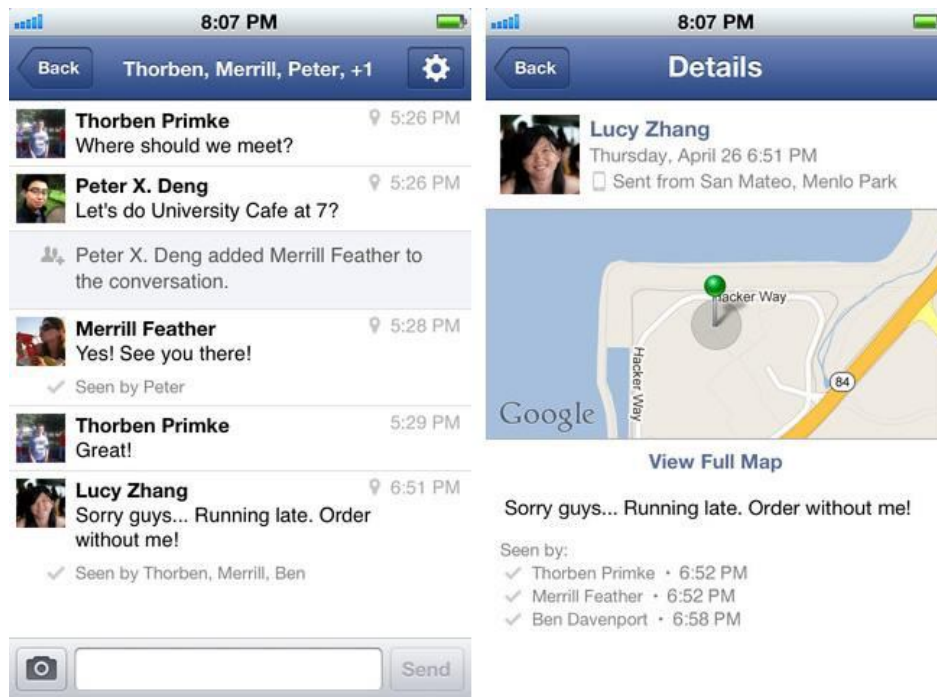 8:07 PM
Back
Thorben, Merrill, Peter, +1
Thorben Primke
5:26 PM
Where should we meet?
Peter X. Deng
5:26 PM
Let's do University Cafe at 7?
Peter X. Deng added Merrill Feather to
the conversation.
Merrill Feather
5:28 PM
Yes! See you there!
Seen by Peter
Thorben Primke
5:29 PM
Great!
Lucy Zhang
6:51 PM
Sorry guys... Running late. Order
without me!
Seen by Thorben, Merrill, Ben
Send
8:07 PM
Back
Details
Lucy Zhang
Thursday, April 26 6:51 PM
Sent from San Mateo, Menlo Park
Hacker Way
Hacker Way
84
Google
View Full Map
Sorry guys... Running late. Order without me!
Seen by:
Thorben Primke • 6:52 PM
Merrill Feather • 6:52 PM
Ben Davenport • 6:58 PM